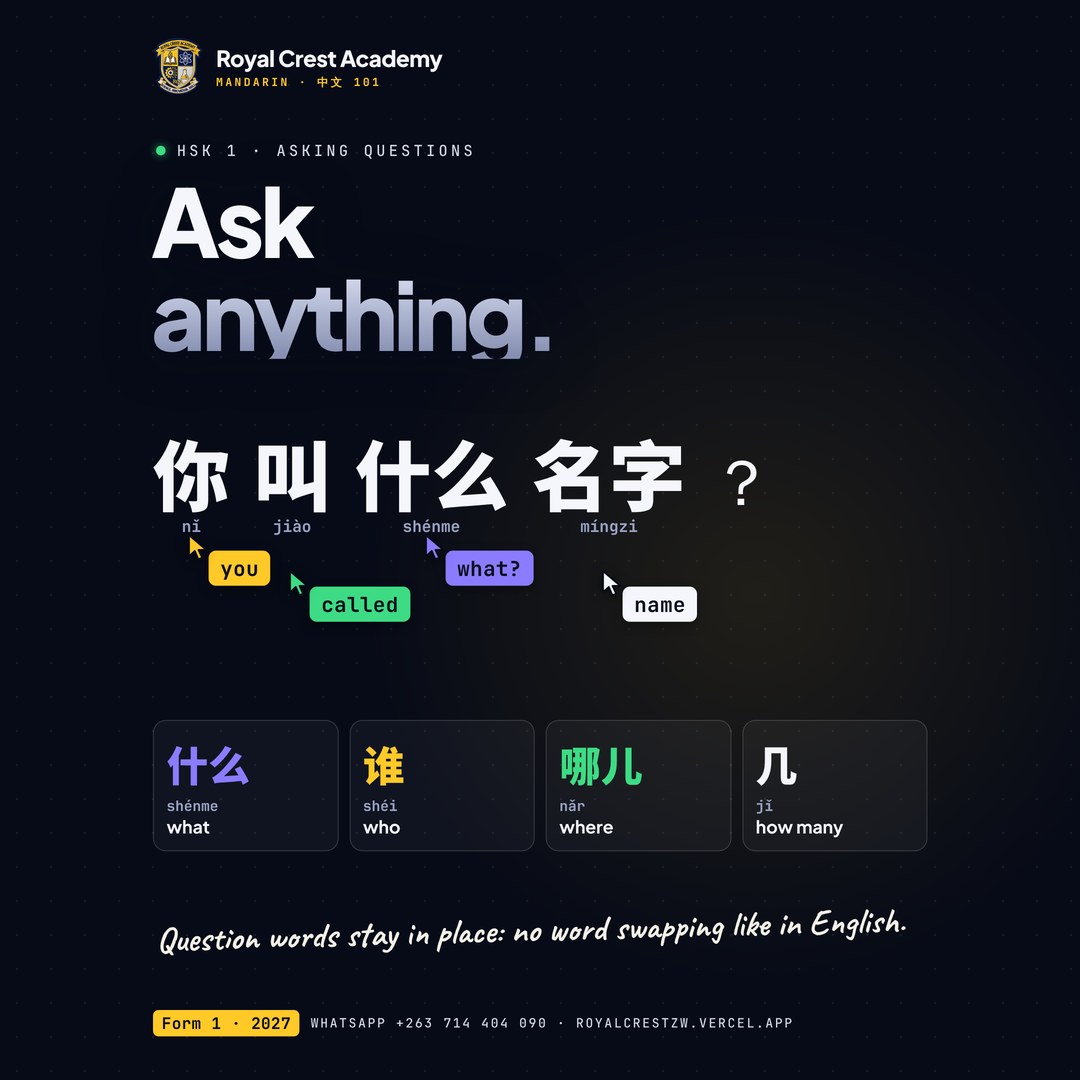 Royal Crest Academy
MANDARIN · 中文 101
HSK 1 · ASKING QUESTIONS
Ask
anything.
你 叫 什么 名字 ？
nǐ jiào shénme míngzi
you what?
called name
什么 谁 哪儿 几
shénme shéi nǎr jǐ
what who where how many
Question words stay in place: no word swapping like in English.
Form 1 · 2027 WHATSAPP +263 714 404 090 · ROYALCRESTZW.VERCEL.APP